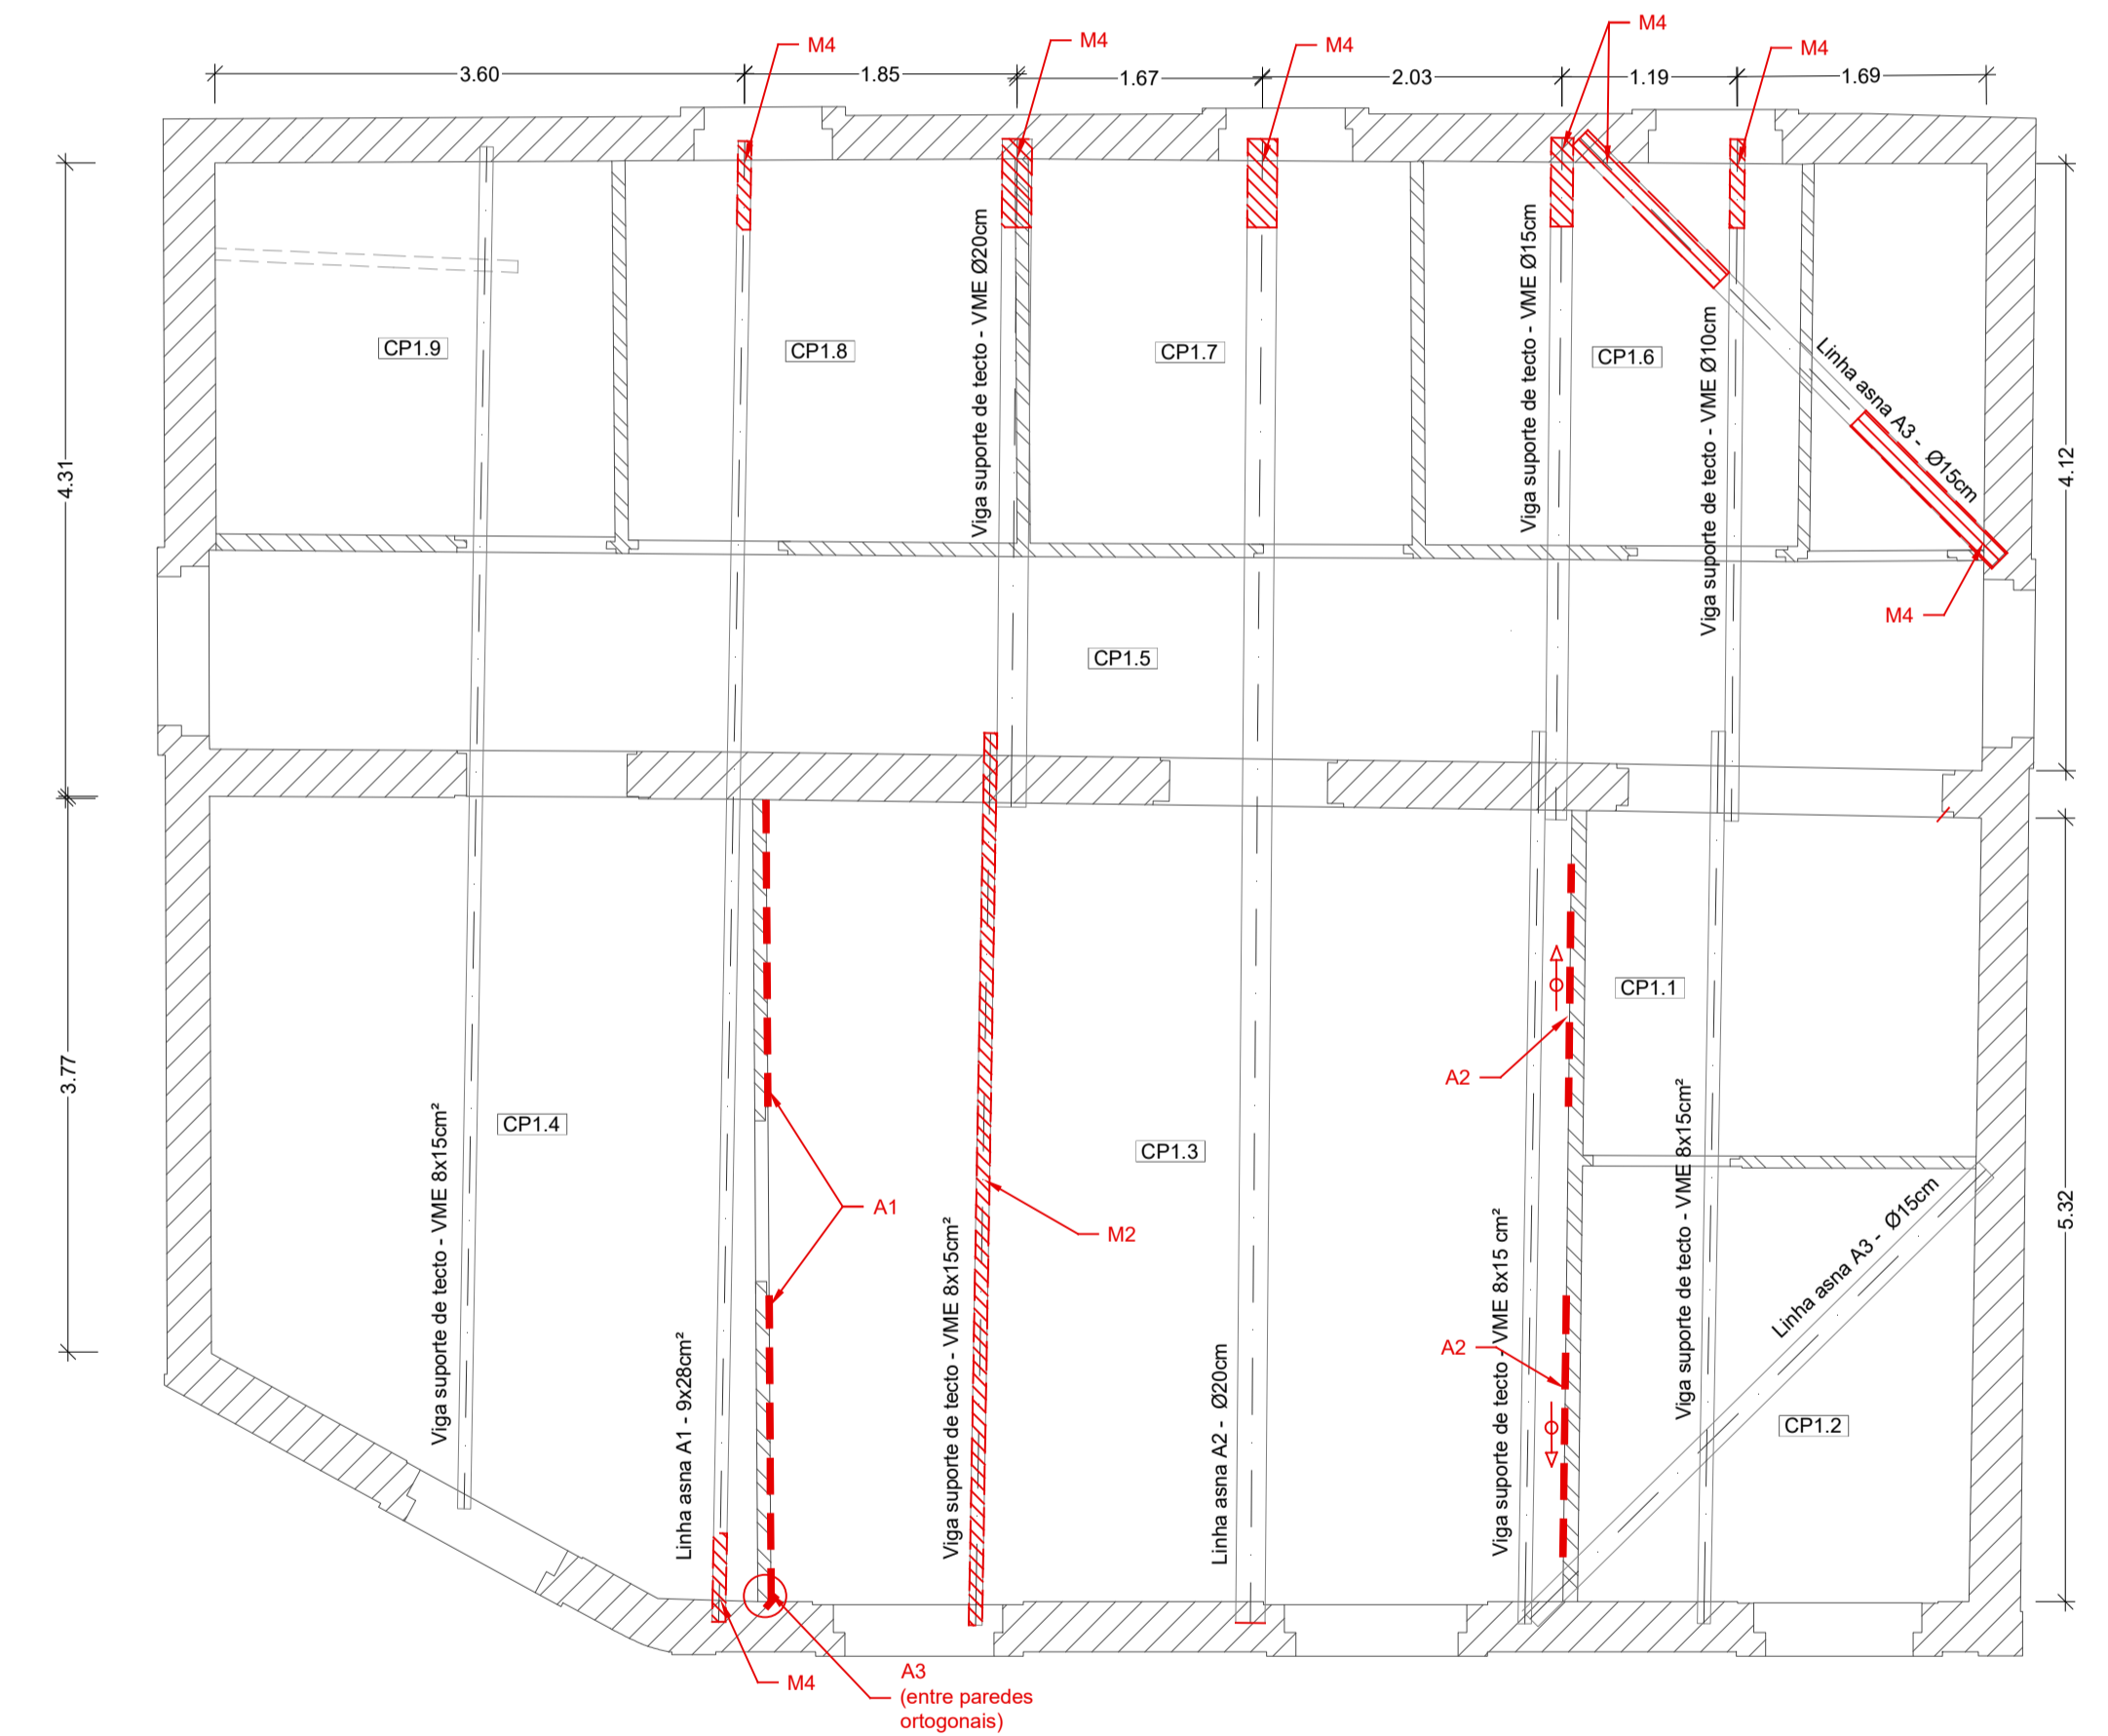 M4
M4
M4
M4
M4
3.60
1.85
1.67
2.03
1.19
1.69
4.31
4.12
Viga suporte de tecto - VME Ø20cm
Viga suporte de tecto - VME Ø15cm
Viga suporte de tecto - VME Ø10cm
Linha asna A3 - Ø15cm
CP1.9
CP1.8
CP1.7
CP1.6
M4
CP1.5
3.77
5.32
CP1.1
A2
CP1.4
CP1.3
A1
M2
A2
CP1.2
Viga suporte de tecto - VME 8x15cm²
Linha asna A1 - 9x28cm²
Viga suporte de tecto - VME 8x15cm²
Linha asna A2 - Ø20cm
Viga suporte de tecto - VME 8x15 cm²
Viga suporte de tecto - VME 8x15cm²
Linha asna A3 - Ø15cm
M4
A3
(entre paredes
ortogonais)